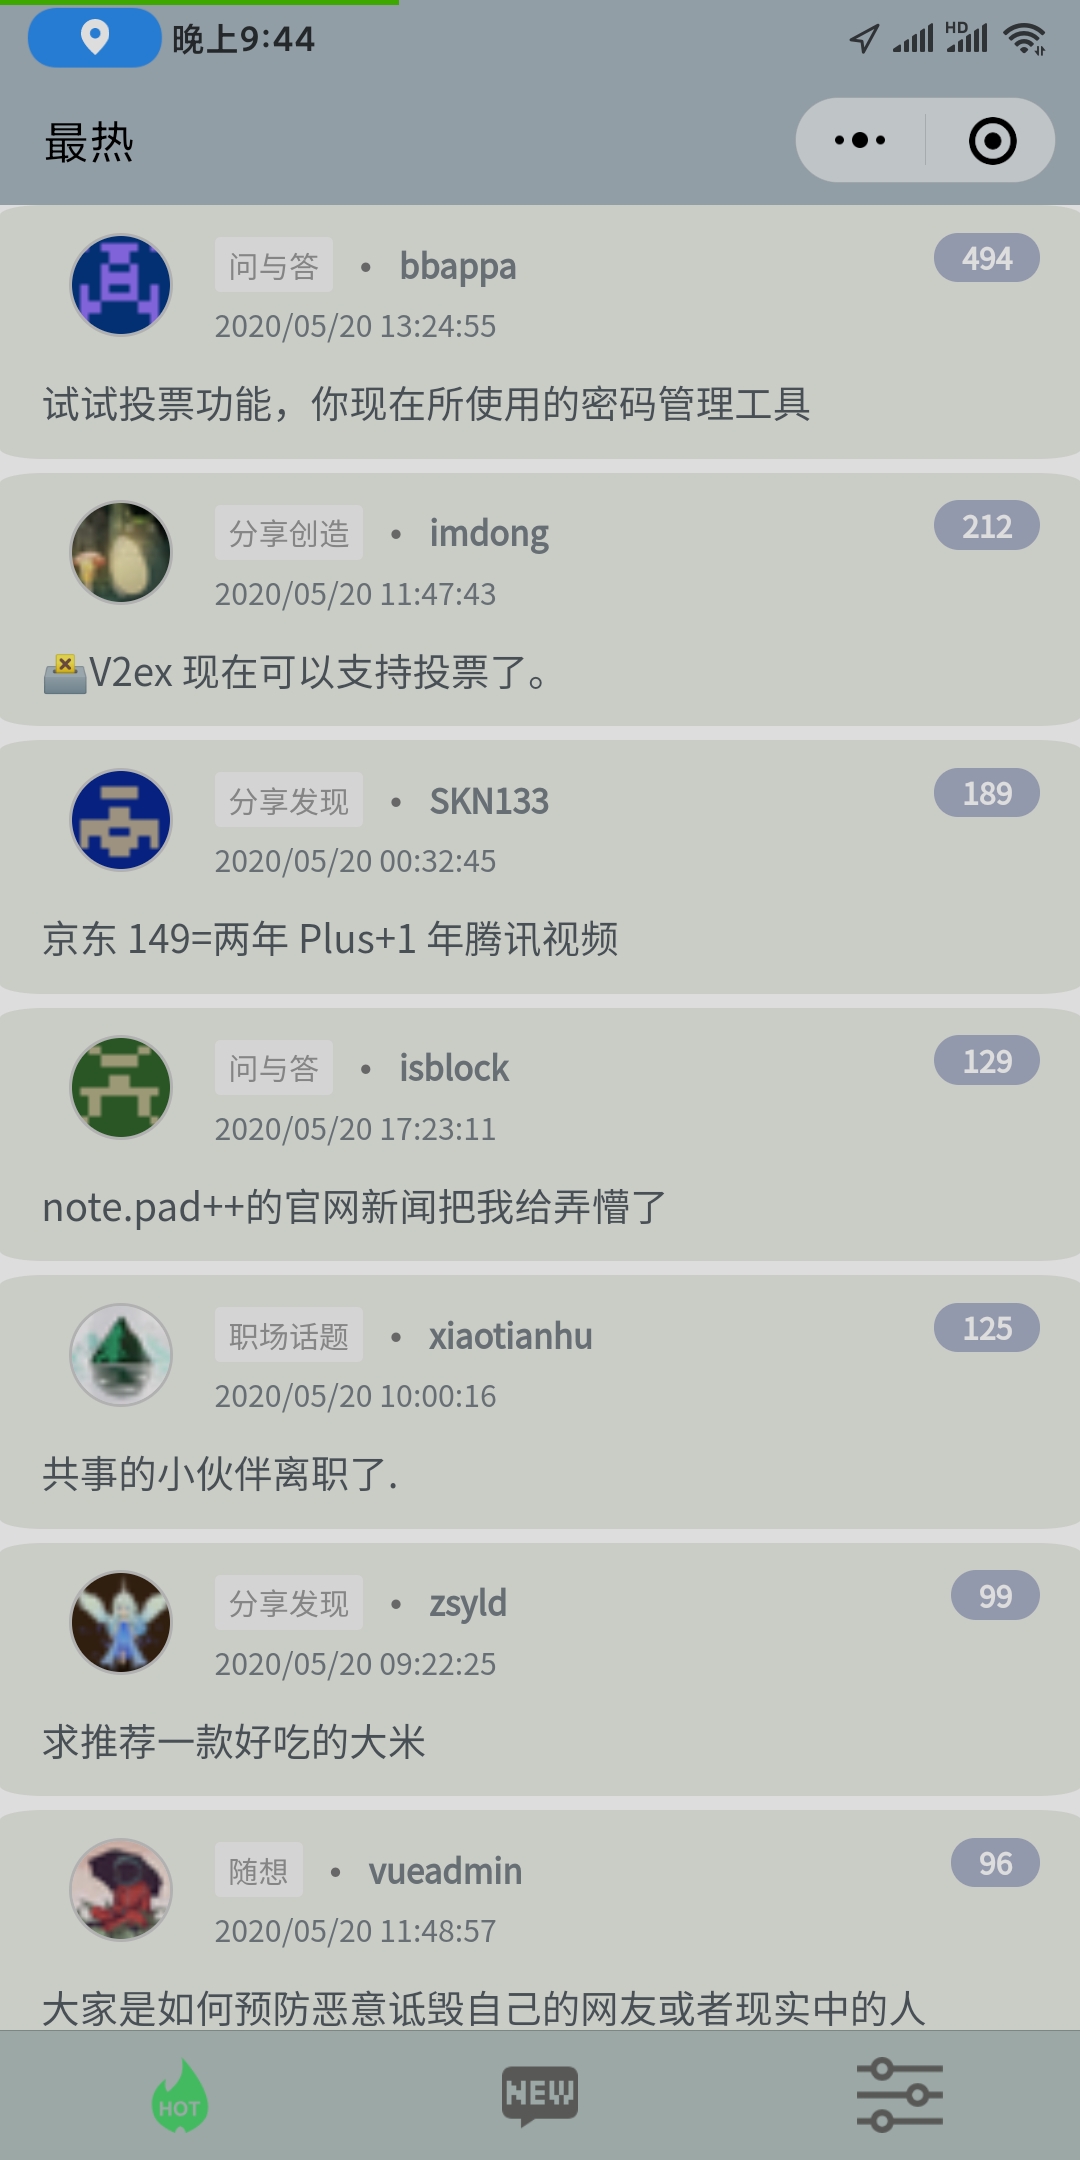 晚上9:44
HD
最热
问与答 • bbappa 494
2020/05/20 13:24:55
试试投票功能，你现在所使用的密码管理工具
分享创造 • imdong 212
2020/05/20 11:47:43
V2ex 现在可以支持投票了。
分享发现 • SKN133 189
2020/05/20 00:32:45
京东 149=两年 Plus+1 年腾讯视频
问与答 • isblock 129
2020/05/20 17:23:11
note.pad++的官网新闻把我给弄懵了
职场话题 • xiaotianhu 125
2020/05/20 10:00:16
共事的小伙伴离职了.
分享发现 • zsyld 99
2020/05/20 09:22:25
求推荐一款好吃的大米
随想 • vueadmin 96
2020/05/20 11:48:57
大家是如何预防恶意诋毁自己的网友或者现实中的人
HOT NEW